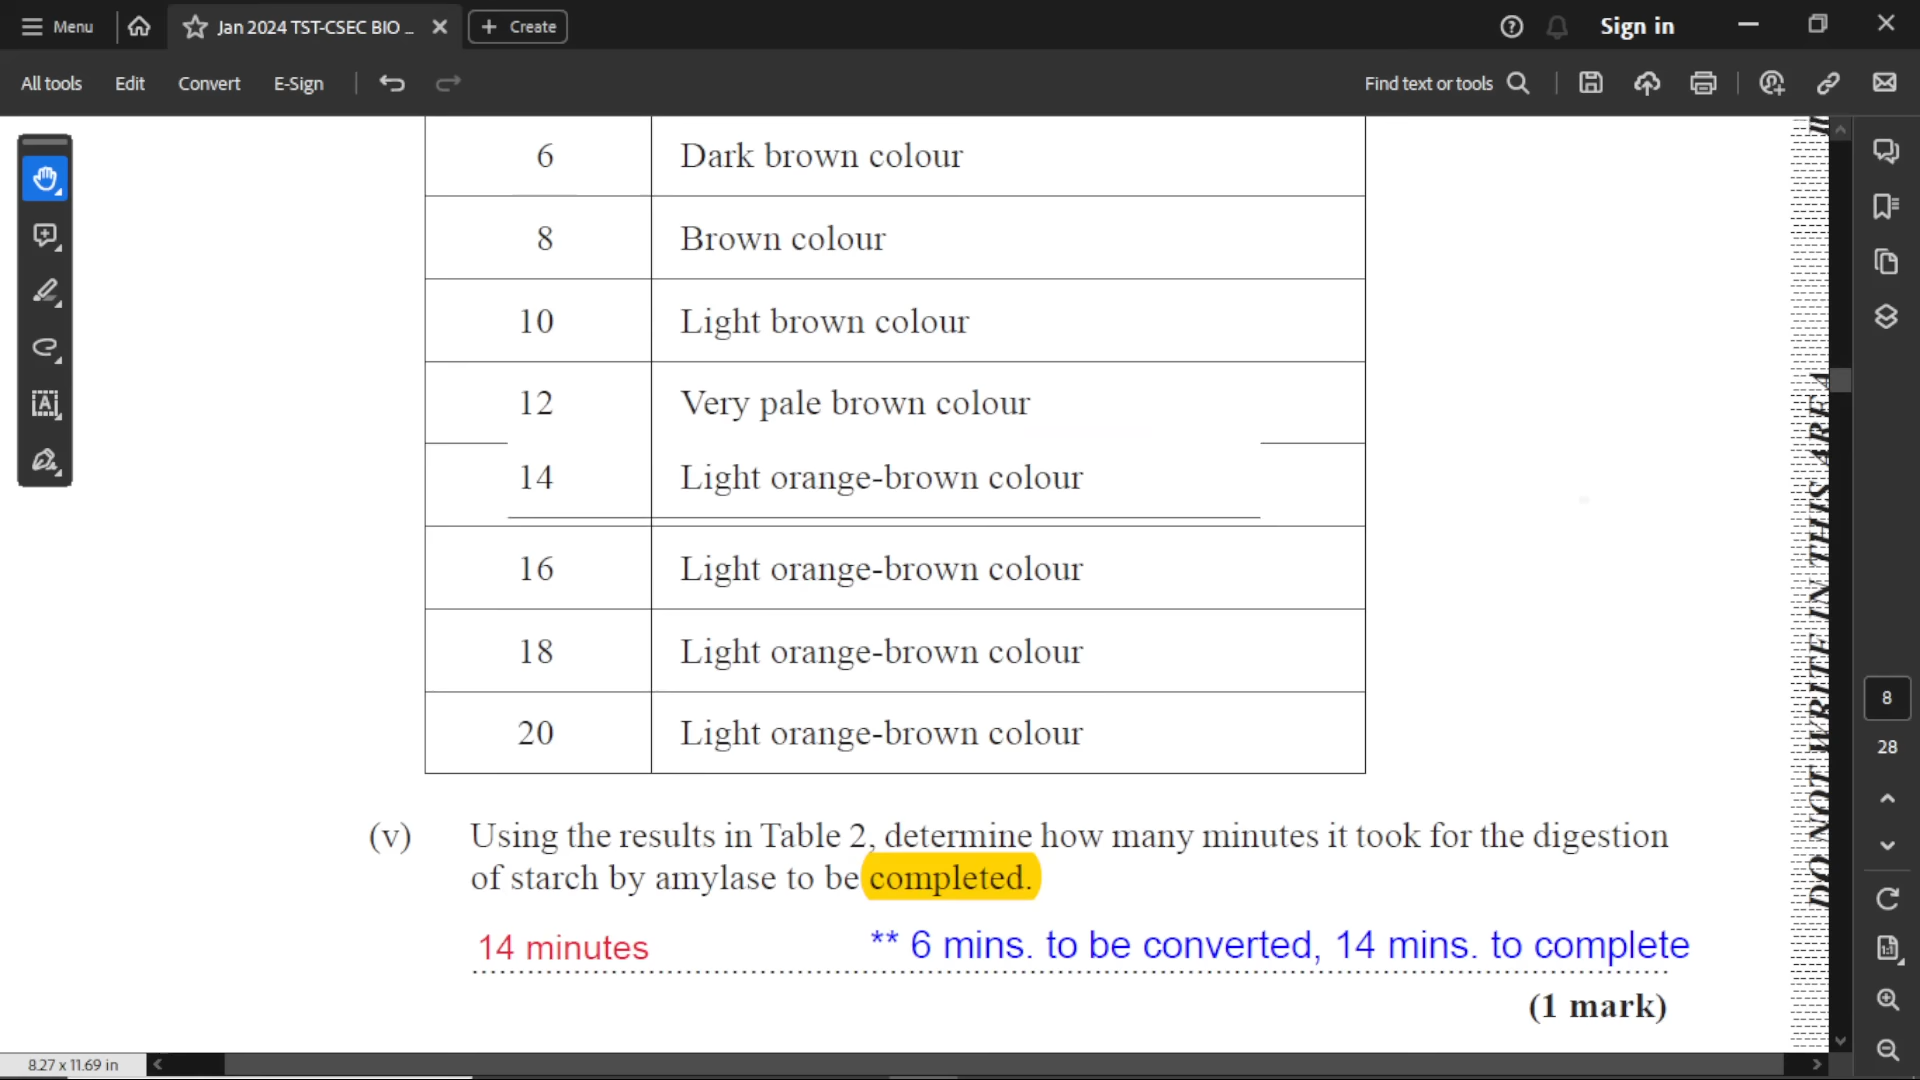 Menu
Jan 2024 TST-CSEC BIO _
Create
Sign in
All tools
Edit
Convert
E-Sign
Find text or tools
6 Dark brown colour
8 Brown colour
10 Light brown colour
12 Very pale brown colour
14 Light orange-brown colour
16 Light orange-brown colour
18 Light orange-brown colour
20 Light orange-brown colour
(v) Using the results in Table 2, determine how many minutes it took for the digestion
of starch by amylase to be completed.
14 minutes ** 6 mins. to be converted, 14 mins. to complete
(1 mark)
DO NOT WRITE IN THIS AREA
8
28
8.27 x 11.69 in